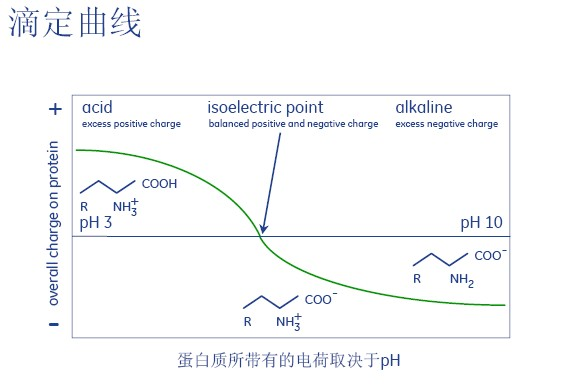 滴定曲线
+
acid
excess positive charge
isoelectric point
balanced positive and negative charge
alkaline
excess negative charge
overall charge on protein
COOH
R NH₃⁺
pH 3
pH 10
COO⁻
R NH₂
COO⁻
R NH₃⁺
-
蛋白质所带有的电荷取决于pH